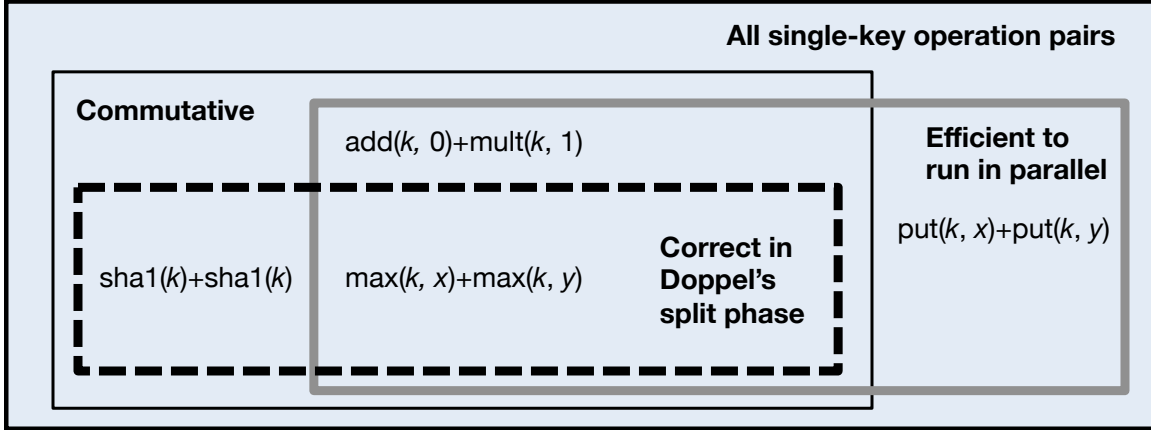 All single-key operation pairs
Commutative
add(k, 0)+mult(k, 1)
Efficient to
run in parallel
put(k, x)+put(k, y)
sha1(k)+sha1(k)
max(k, x)+max(k, y)
Correct in
Doppel's
split phase